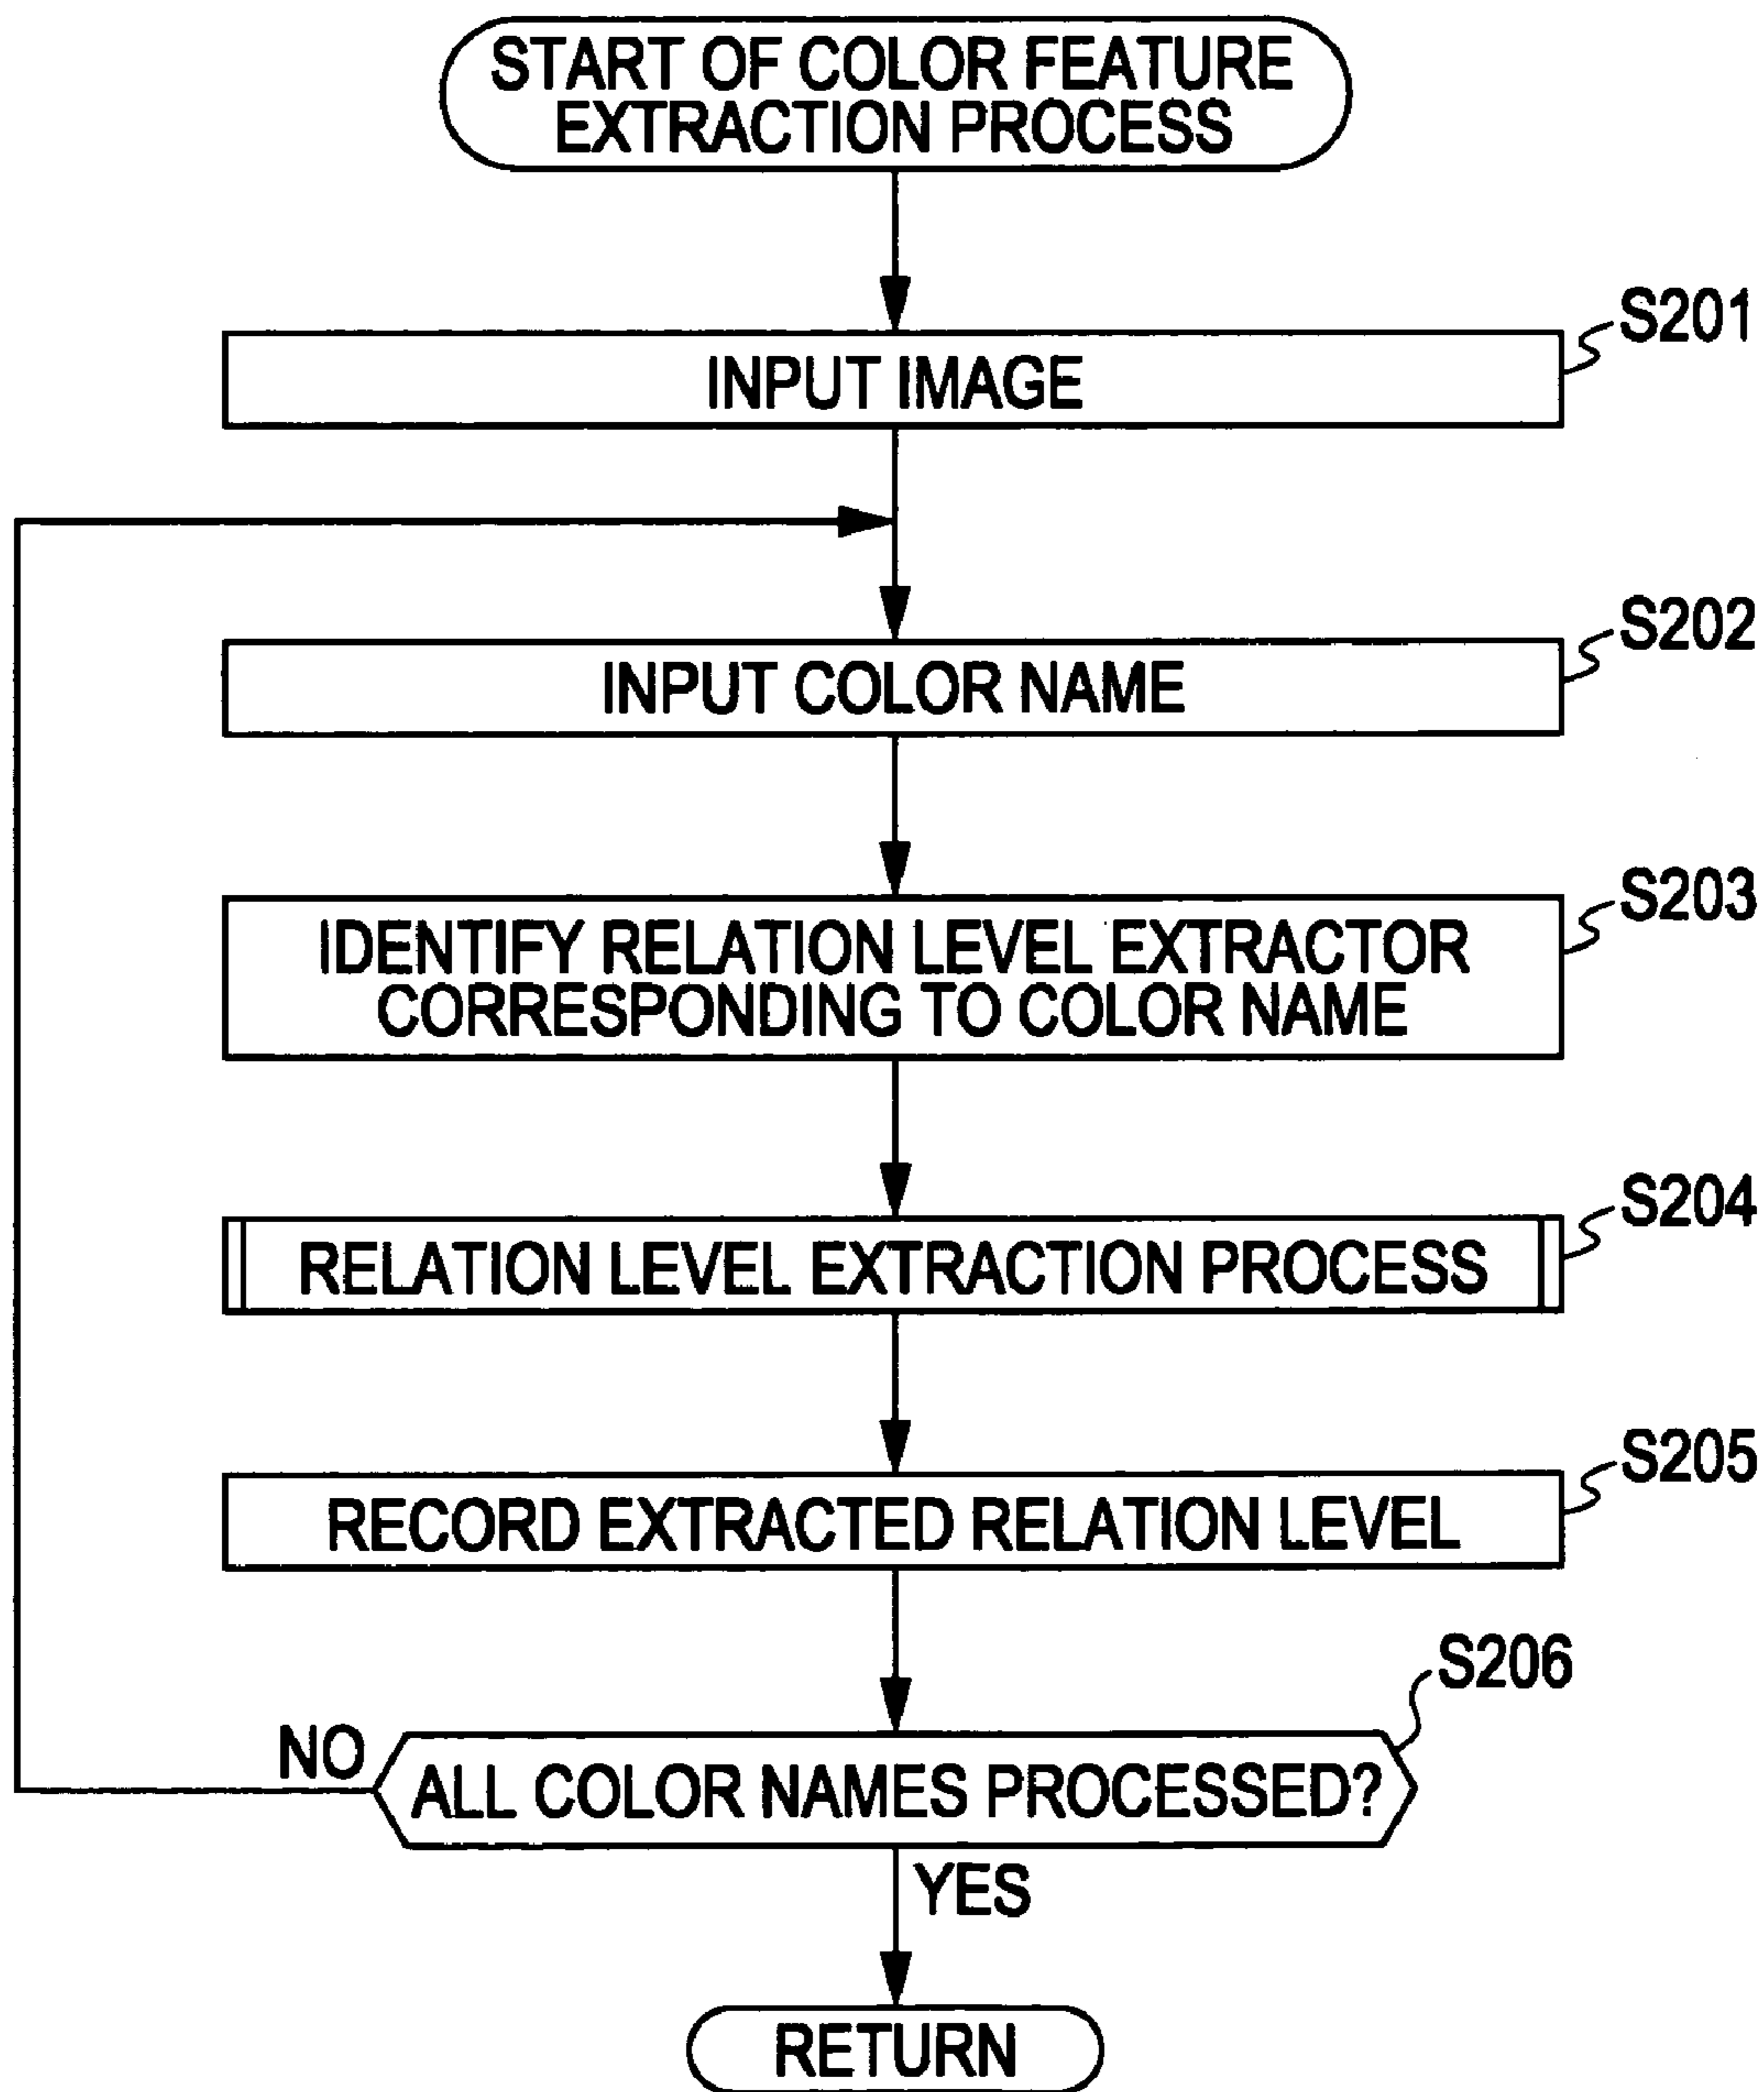 START OF COLOR FEATURE
EXTRACTION PROCESS
S201
INPUT IMAGE
S202
INPUT COLOR NAME
S203
IDENTIFY RELATION LEVEL EXTRACTOR
CORRESPONDING TO COLOR NAME
S204
RELATION LEVEL EXTRACTION PROCESS
S205
RECORD EXTRACTED RELATION LEVEL
S206
NO
ALL COLOR NAMES PROCESSED?
YES
RETURN